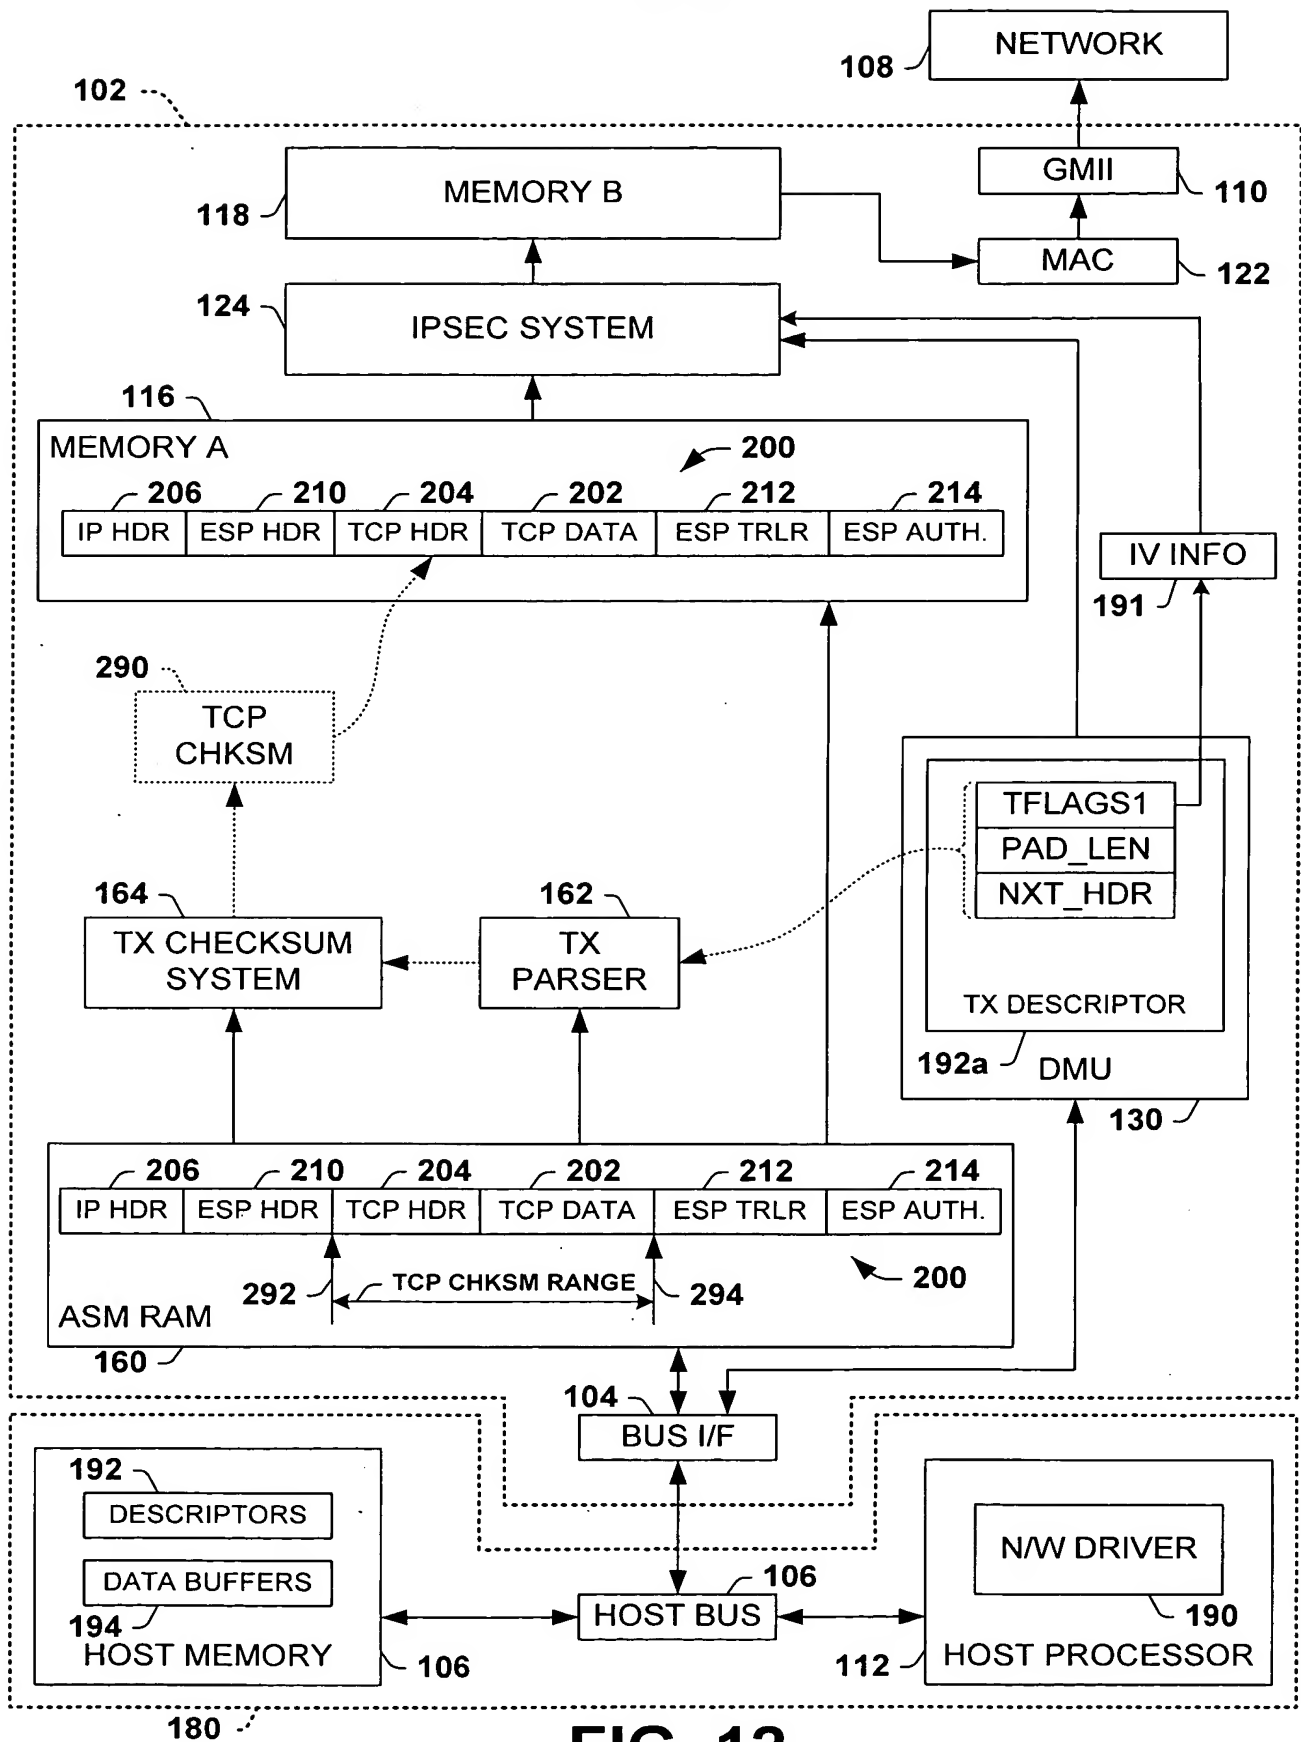 NETWORK
108
102
MEMORY B
118
GMII
110
MAC
122
IPSEC SYSTEM
124
116
MEMORY A
200
206 210 204 202 212 214
IP HDR ESP HDR TCP HDR TCP DATA ESP TRLR ESP AUTH.
IV INFO
191
290
TCP
CHKSM
TFLAGS1
PAD_LEN
NXT_HDR
TX DESCRIPTOR
192a
DMU
130
164
TX CHECKSUM
SYSTEM
162
TX
PARSER
206 210 204 202 212 214
IP HDR ESP HDR TCP HDR TCP DATA ESP TRLR ESP AUTH.
292
TCP CHKSM RANGE
294
200
ASM RAM
160
104
BUS I/F
192
DESCRIPTORS
DATA BUFFERS
194
HOST MEMORY
106
106
HOST BUS
N/W DRIVER
190
HOST PROCESSOR
112
180